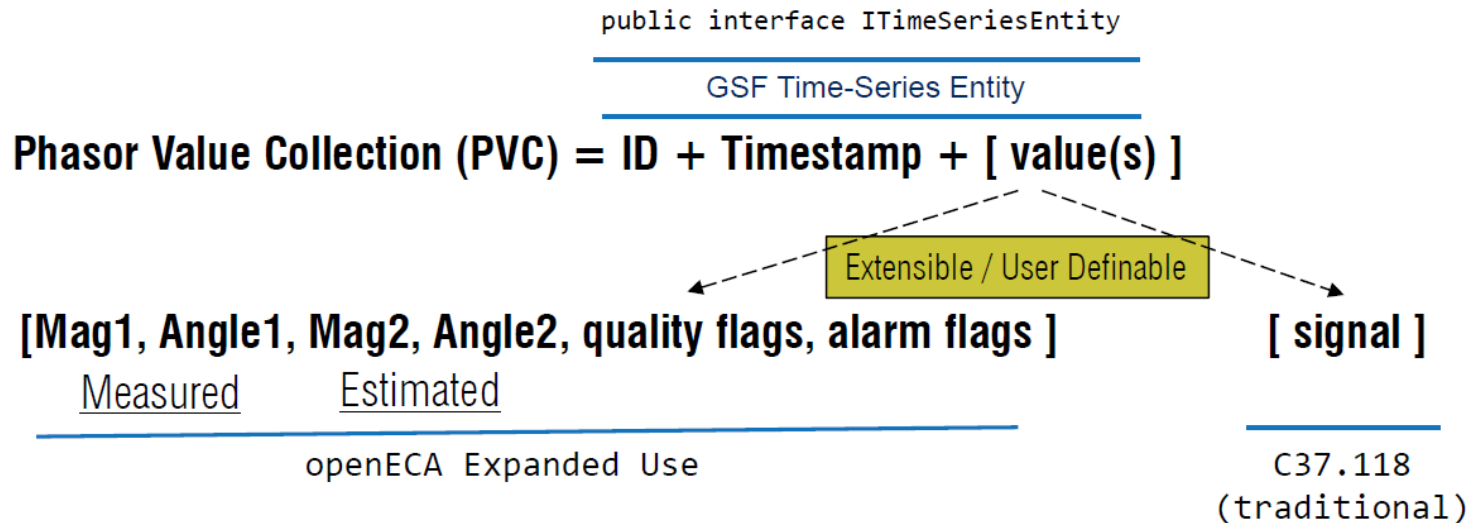 public interface ITimeSeriesEntity
GSF Time-Series Entity
Phasor Value Collection (PVC) = ID + Timestamp + [ value(s) ]
Extensible / User Definable
[Mag1, Angle1, Mag2, Angle2, quality flags, alarm flags ]
[ signal ]
Measured
Estimated
openECA Expanded Use
C37.118
(traditional)